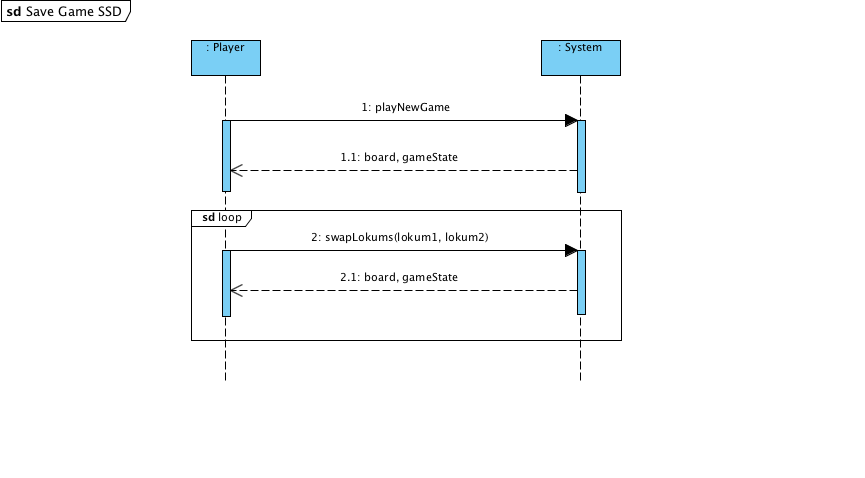 sd Save Game SSD
: Player
: System
1: playNewGame
1.1: board, gameState
sd loop
2: swapLokums(lokum1, lokum2)
2.1: board, gameState